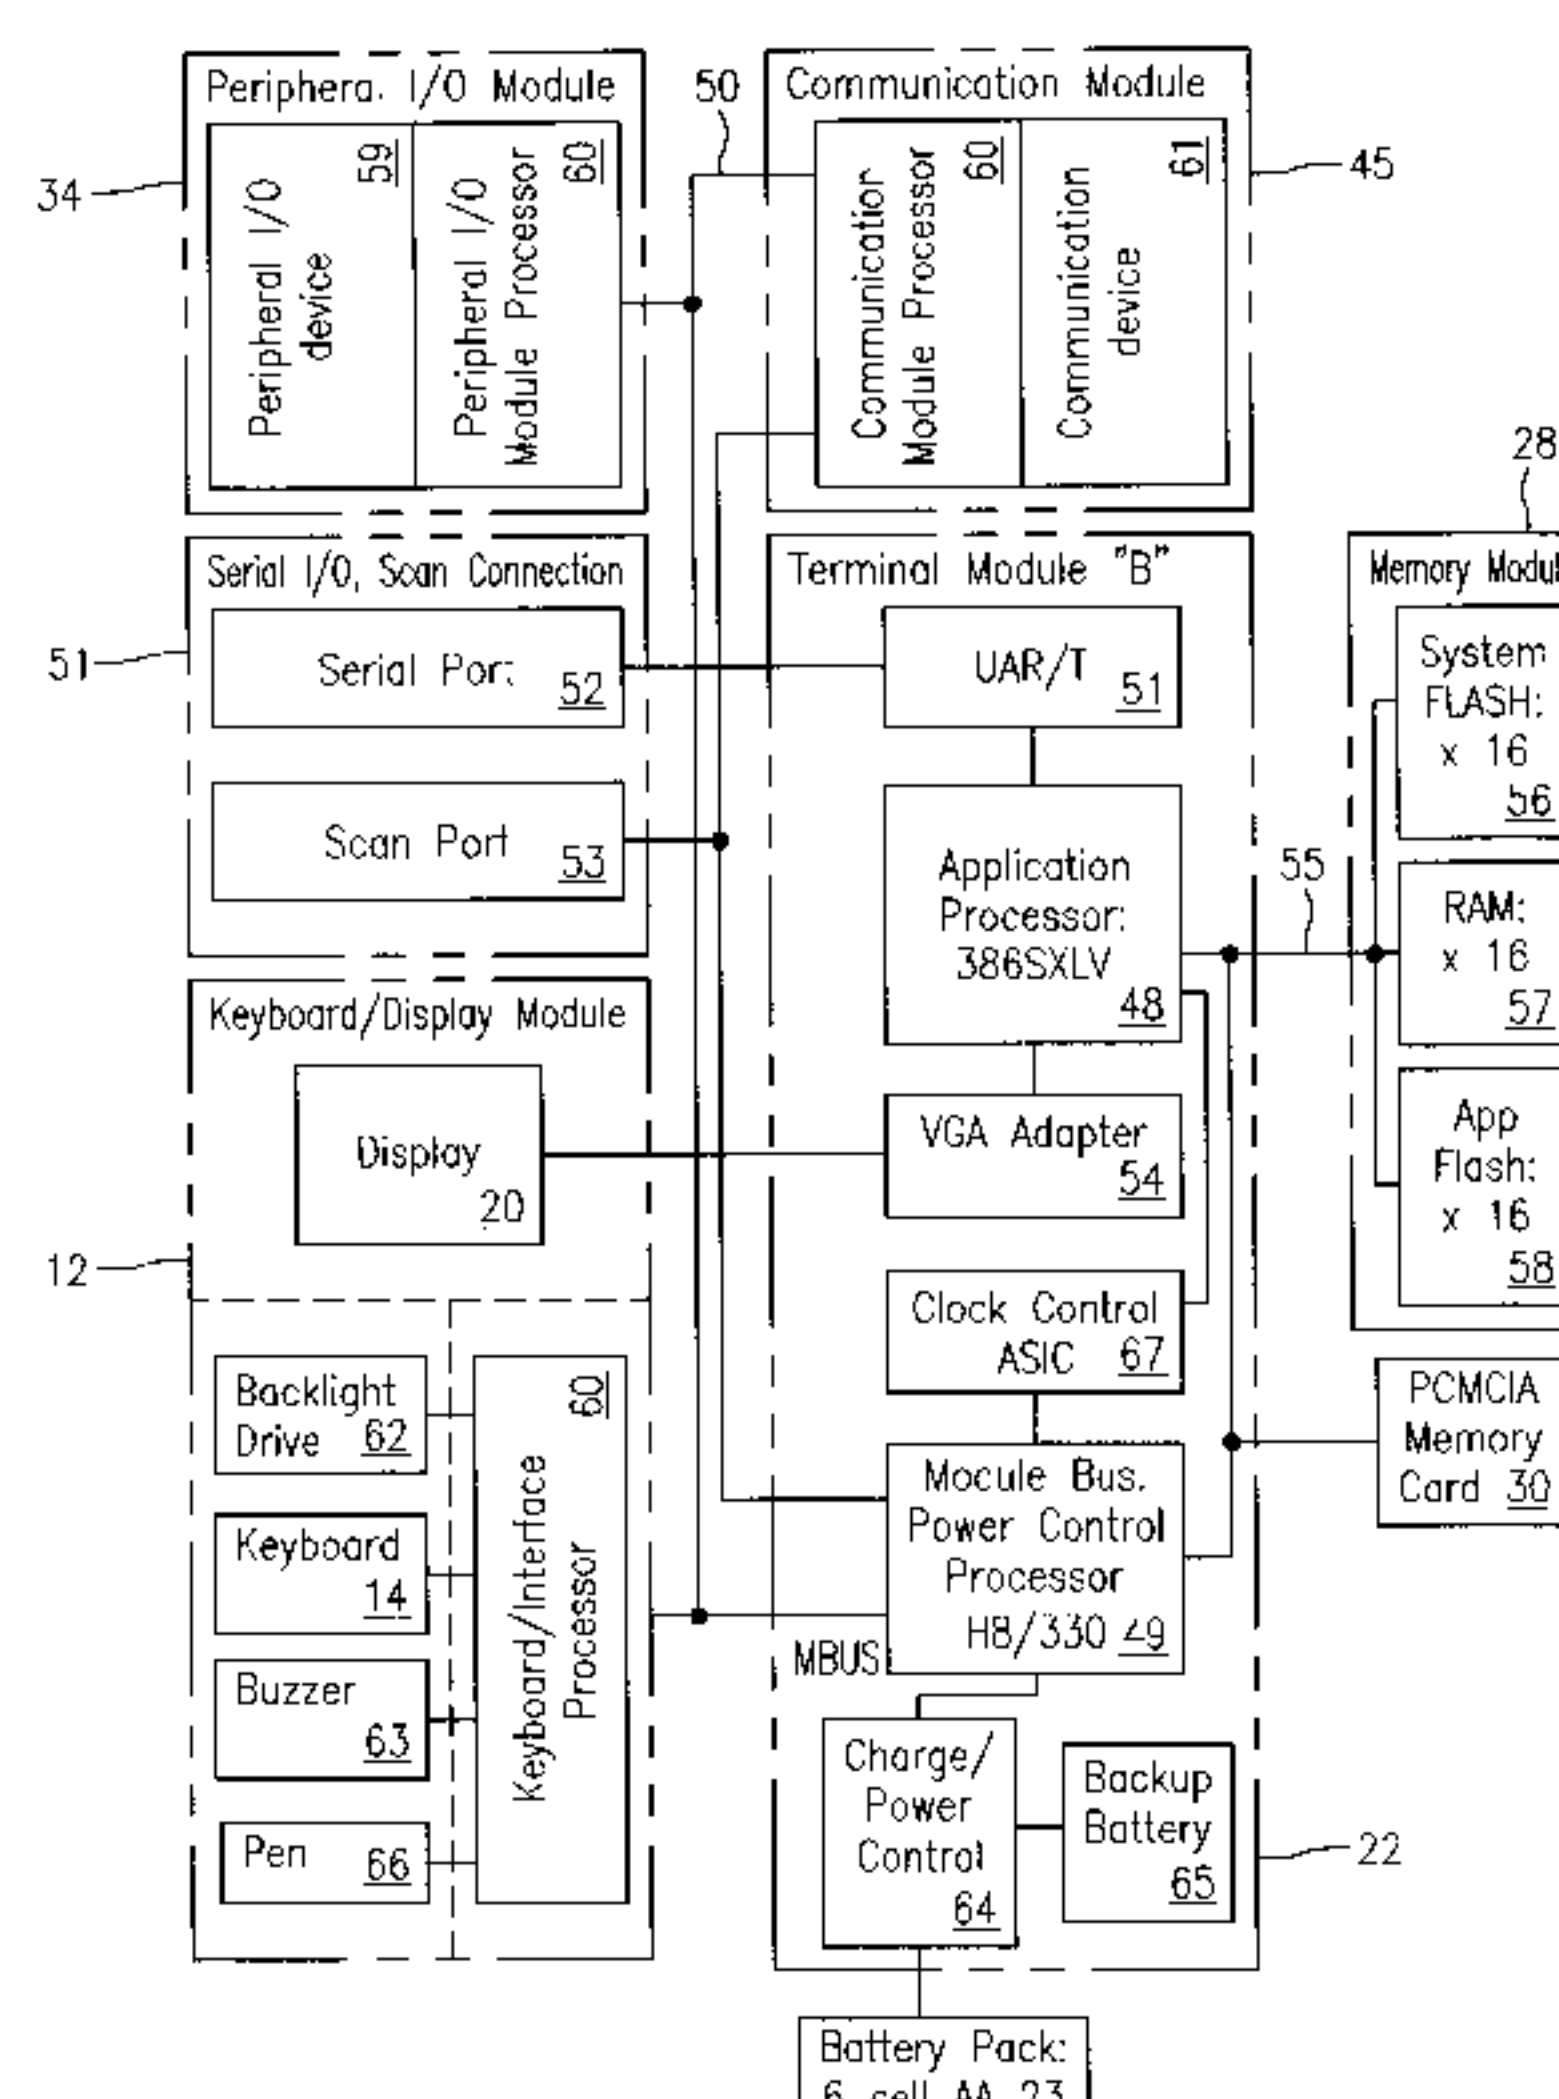 Periphera. I/O Module
34
Peripheral I/O
device
59
Peripheral I/O
Module Processor
60
50
Communication Module
Communication
Module Processor
60
Communication
device
61
45
Serial I/O, Scan Connection
51
Serial Port
52
Scan Port
53
Terminal Module "B"
UAR/T
51
Application
Processor:
386SXLV
48
VGA Adapter
54
Clock Control
ASIC 67
Mocule Bus.
Power Control
Processor
H8/330 49
MBUS
Charge/
Power
Control
64
Backup
Battery
65
22
Battery Pack:
6 cell AA 23
55
28
Memory Modul
System
FLASH:
x 16
56
RAM:
x 16
57
App
Flash:
x 16
58
PCMCIA
Memory
Card 30
Keyboard/Display Module
Display
20
12
Backlight
Drive 62
Keyboard
14
Buzzer
63
Pen 66
Keyboard/Interface
Processor
60